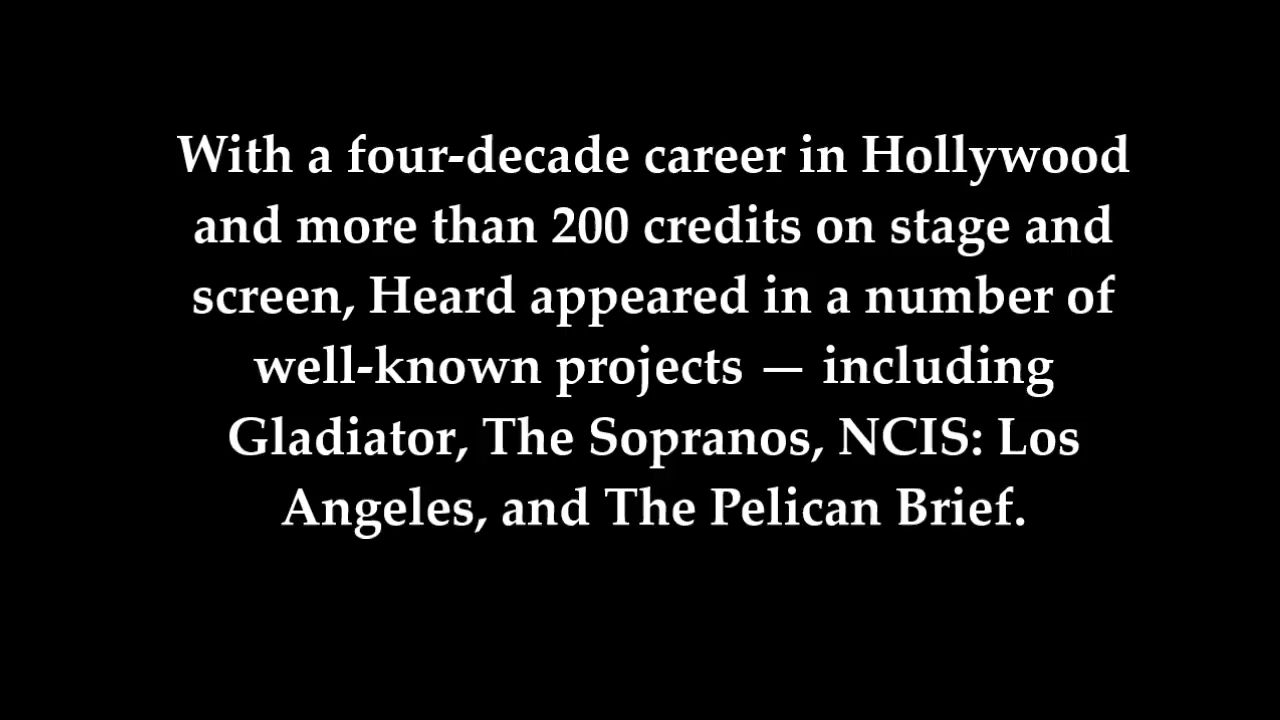 With a four-decade career in Hollywood
and more than 200 credits on stage and
screen, Heard appeared in a number of
well-known projects — including
Gladiator, The Sopranos, NCIS: Los
Angeles, and The Pelican Brief.